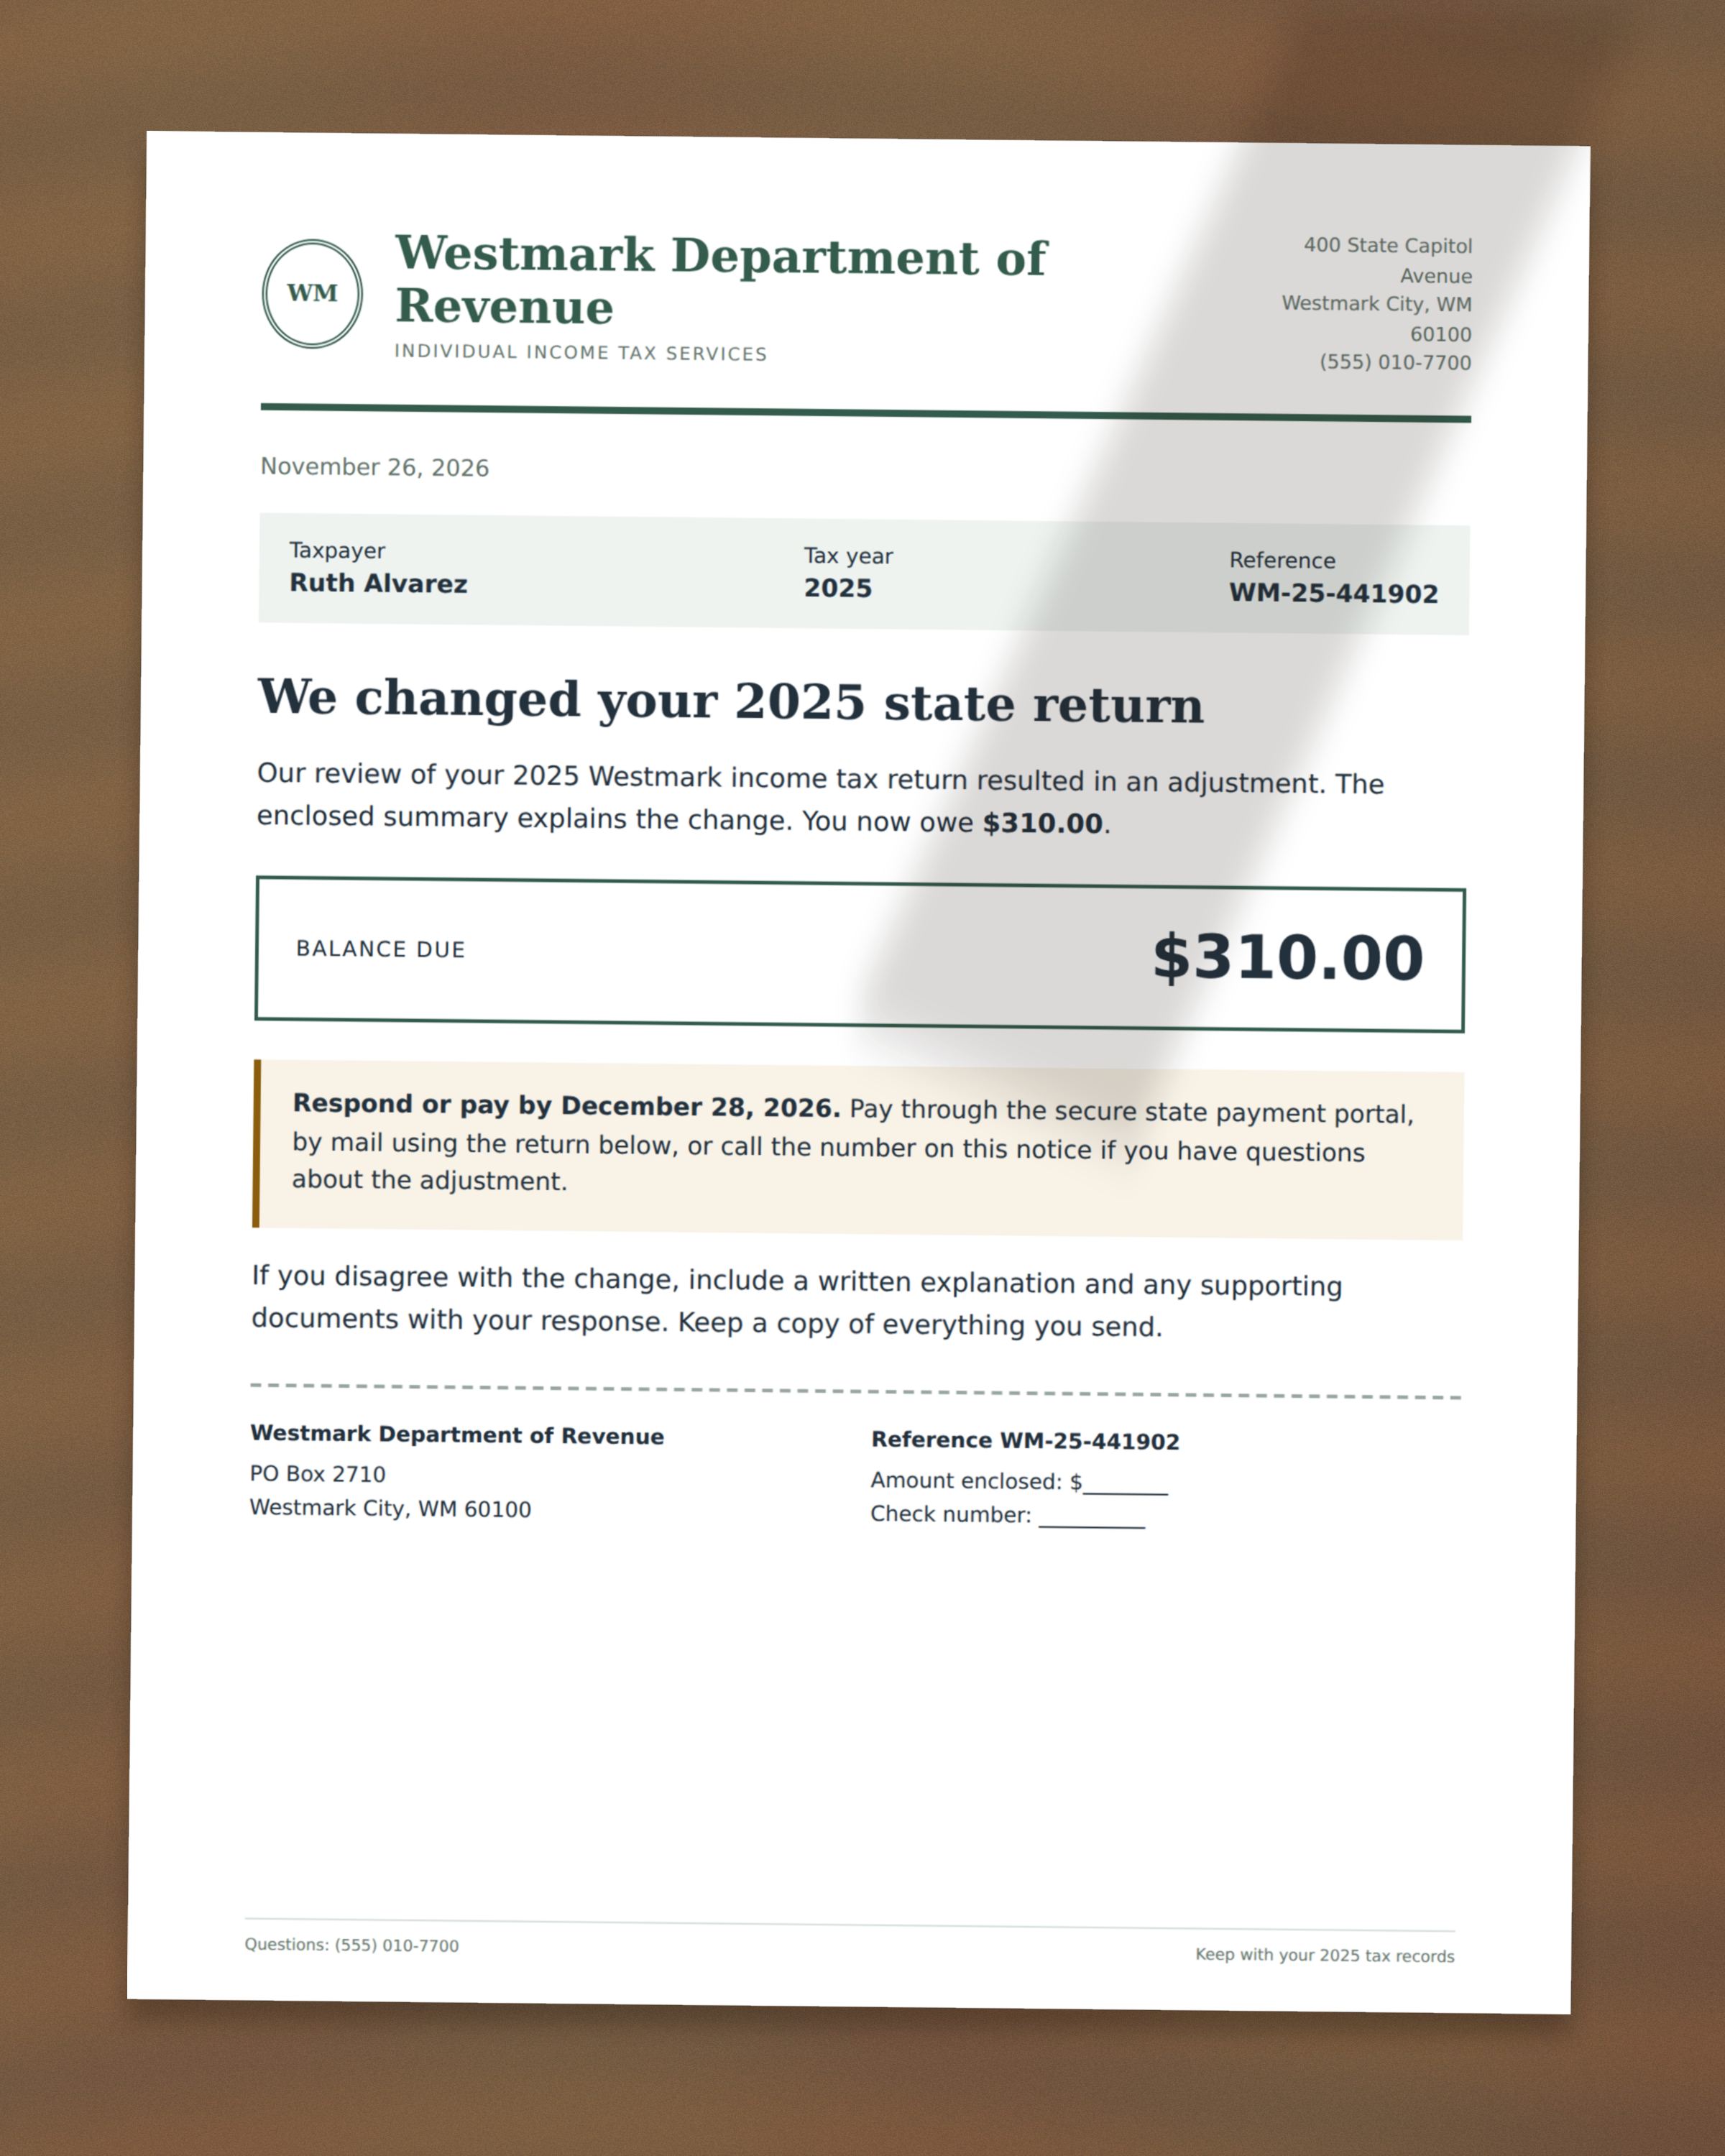 WM
Westmark Department of
Revenue
INDIVIDUAL INCOME TAX SERVICES
400 State Capitol
Avenue
Westmark City, WM
60100
(555) 010-7700
November 26, 2026
Taxpayer
Ruth Alvarez
Tax year
2025
Reference
WM-25-441902
We changed your 2025 state return
Our review of your 2025 Westmark income tax return resulted in an adjustment. The
enclosed summary explains the change. You now owe $310.00.
BALANCE DUE
$310.00
Respond or pay by December 28, 2026. Pay through the secure state payment portal,
by mail using the return below, or call the number on this notice if you have questions
about the adjustment.
If you disagree with the change, include a written explanation and any supporting
documents with your response. Keep a copy of everything you send.
Westmark Department of Revenue
PO Box 2710
Westmark City, WM 60100
Reference WM-25-441902
Amount enclosed: $________
Check number: __________
Questions: (555) 010-7700
Keep with your 2025 tax records